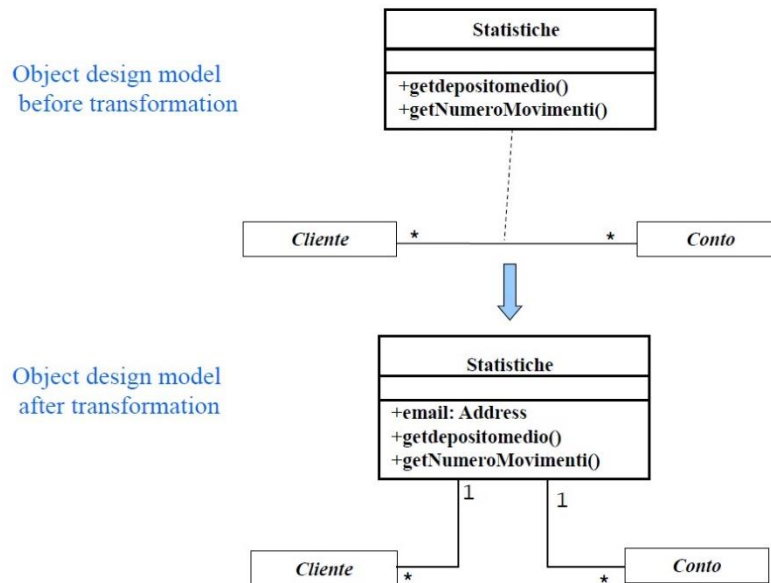 Statistiche
Object design model
before transformation
+getdepositomedio()
+getNumeroMovimenti()
Cliente
*
*
Conto
Object design model
after transformation
Statistiche
+email: Address
+getdepositomedio()
+getNumeroMovimenti()
1
1
Cliente
*
*
Conto